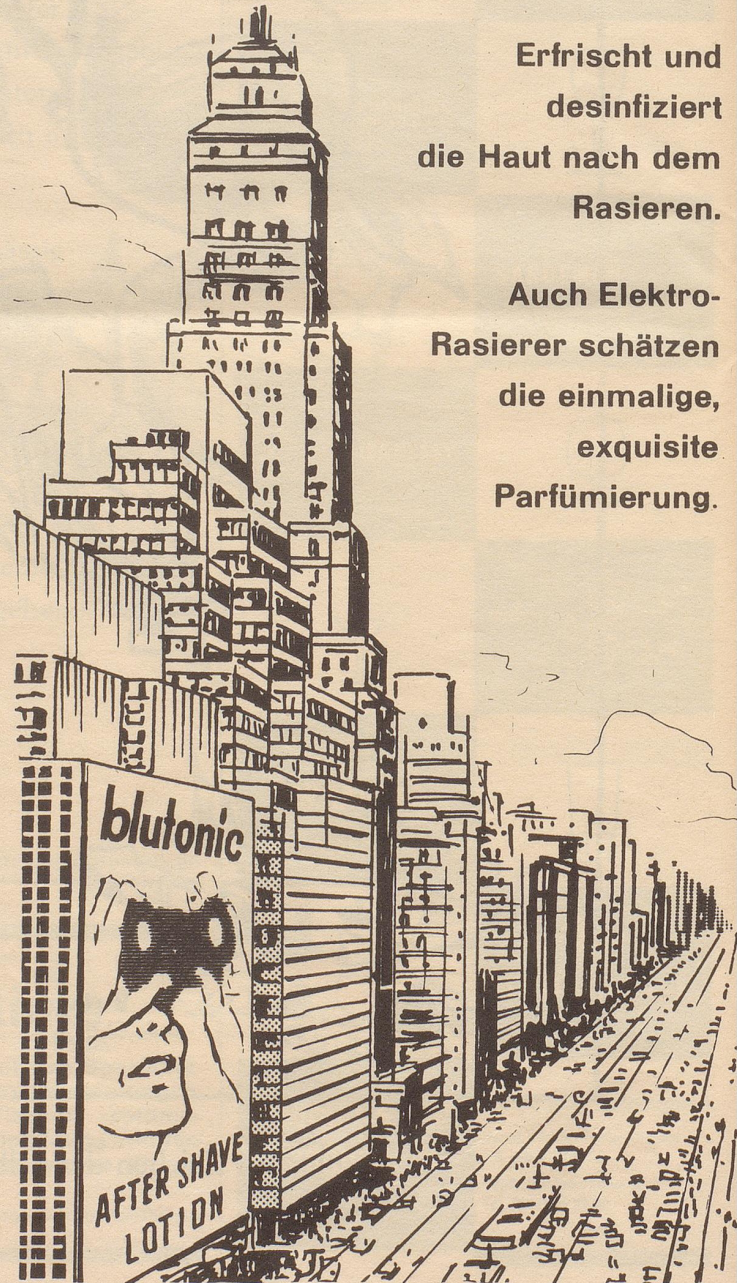 Erfrischt und
desinfiziert
die Haut nach dem
Rasieren.
Auch Elektro-
Rasierer schätzen
die einmalige,
exquisite
Parfümierung.
blutonic
AFTER SHAVE
LOTION